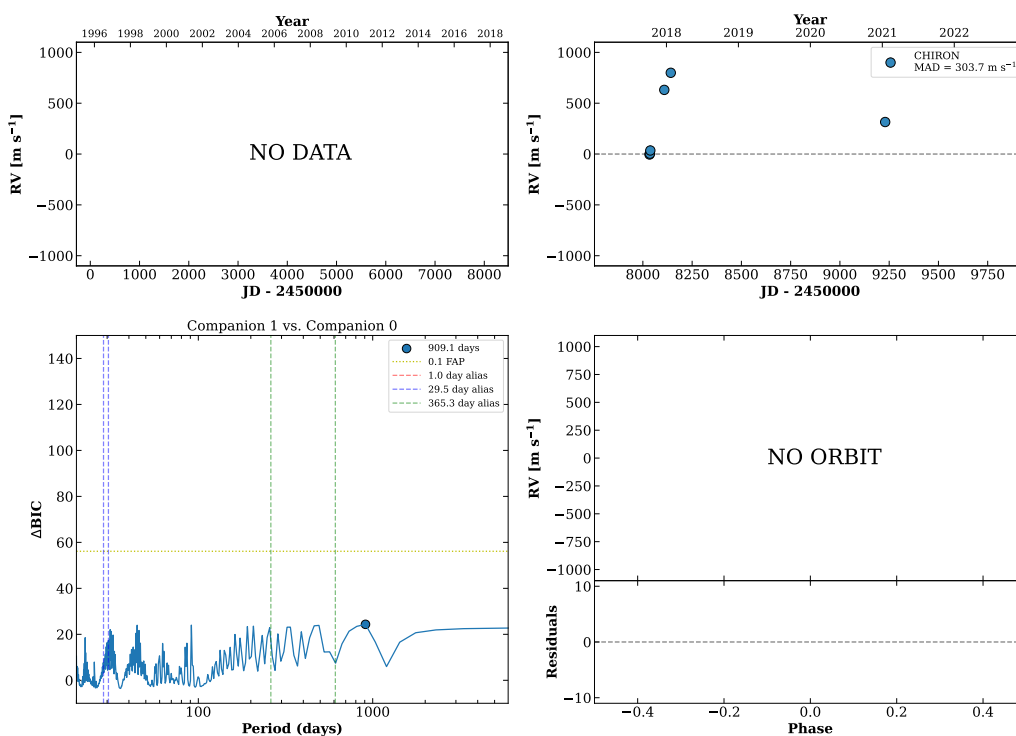 Year
1996 1998 2000 2002 2004 2006 2008 2010 2012 2014 2016 2018
1000
500
0
−500
−1000
RV [m s⁻¹]
NO DATA
0 1000 2000 3000 4000 5000 6000 7000 8000
JD - 2450000
Year
2018 2019 2020 2021 2022
1000
500
0
−500
−1000
RV [m s⁻¹]
CHIRON
MAD = 303.7 m s⁻¹
8000 8250 8500 8750 9000 9250 9500 9750
JD - 2450000
Companion 1 vs. Companion 0
140
120
100
80
60
40
20
0
ΔBIC
909.1 days
0.1 FAP
1.0 day alias
29.5 day alias
365.3 day alias
100 1000
Period (days)
1000
750
500
250
0
−250
−500
−750
−1000
RV [m s⁻¹]
NO ORBIT
10
0
−10
Residuals
−0.4 −0.2 0.0 0.2 0.4
Phase